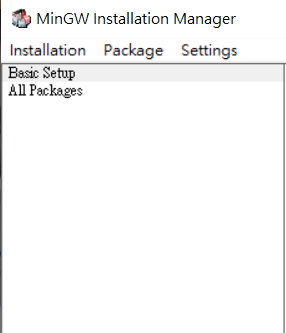 MinGW Installation Manager
Installation Package Settings
Basic Setup
All Packages